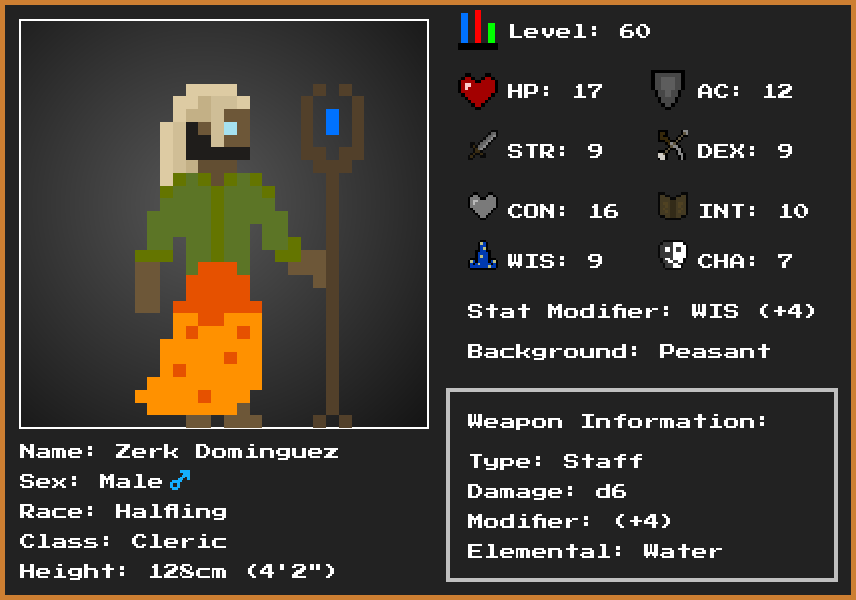 Level: 60
HP: 17 AC: 12
STR: 9 DEX: 9
CON: 16 INT: 10
WIS: 9 CHA: 7
Stat Modifier: WIS (+4)
Background: Peasant
Weapon Information:
Type: Staff
Damage: d6
Modifier: (+4)
Elemental: Water
Name: Zerk Dominguez
Sex: Male ♂
Race: Halfling
Class: Cleric
Height: 128cm (4'2")